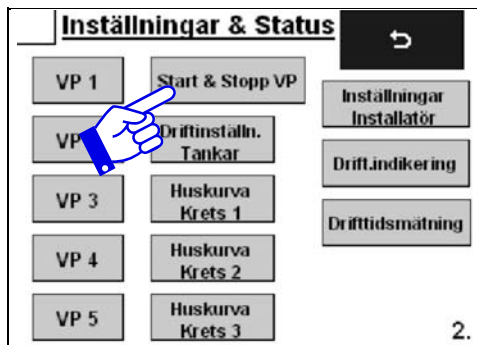 Inställningar & Status
VP 1
Start & Stopp VP
Inställningar
Installatör
VP
Driftinställn.
Tankar
Drift.indikering
VP 3
Huskurva
Krets 1
Drifttidsmätning
VP 4
Huskurva
Krets 2
VP 5
Huskurva
Krets 3
2.